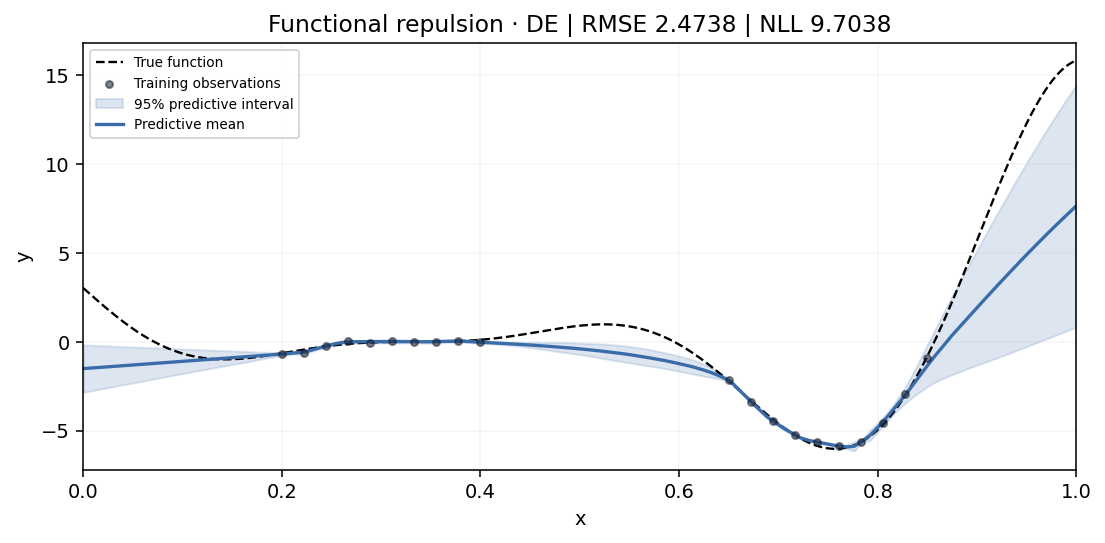 Functional repulsion · DE | RMSE 2.4738 | NLL 9.7038
True function
Training observations
95% predictive interval
Predictive mean
15
10
5
0
−5
y
0.0
0.2
0.4
0.6
0.8
1.0
x